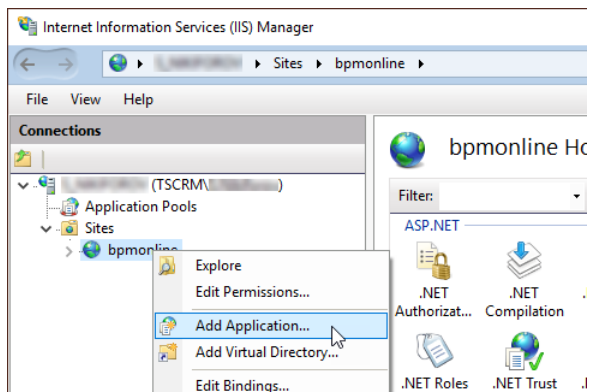 Internet Information Services (IIS) Manager
Sites bpmonline
File View Help
Connections
bpmonline Ho
(TSCRM\ )
Filter:
Application Pools
ASP.NET
Sites
bpmonline
Explore
Edit Permissions...
.NET Authorizat...
.NET Compilation
Add Application...
Add Virtual Directory...
Edit Bindings...
.NET Roles .NET Trust